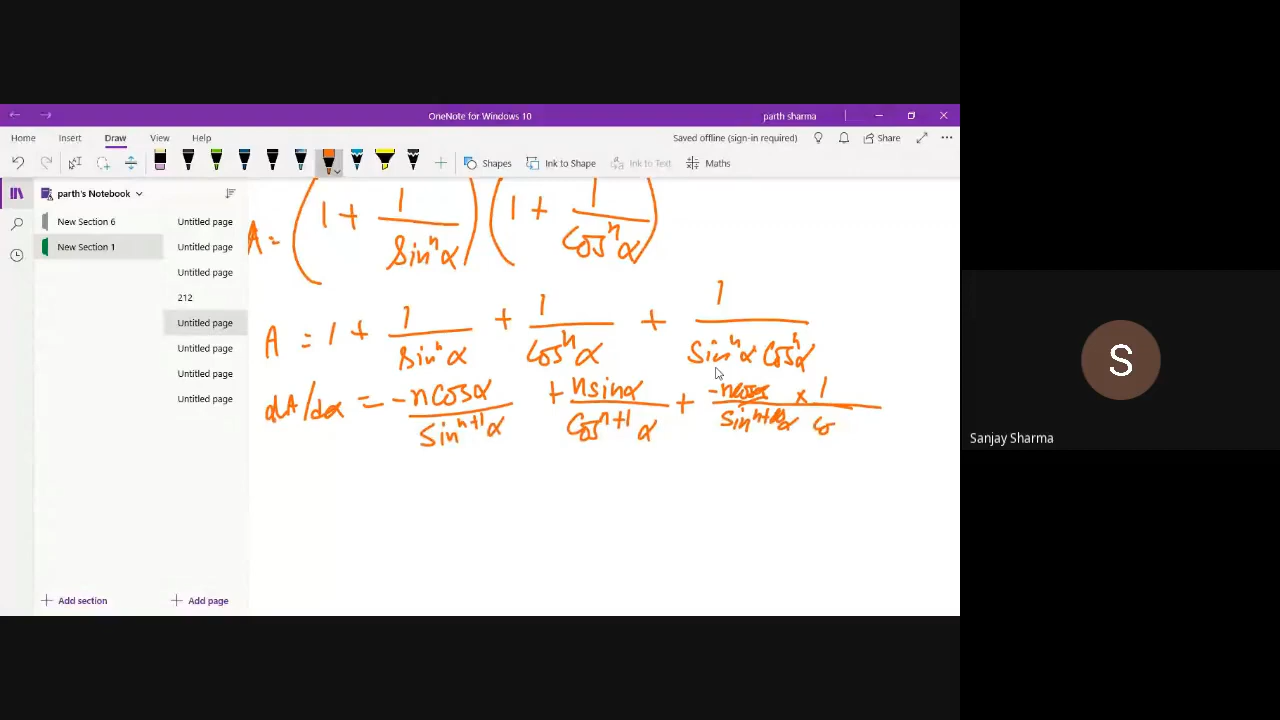 OneNote for Windows 10
parth sharma
Home Insert Draw View Help
Saved offline (sign-in required)
Share
Shapes Ink to Shape Ink to Text Maths
parth's Notebook
New Section 6
New Section 1
Untitled page
Untitled page
Untitled page
212
Untitled page
Untitled page
Untitled page
Untitled page
Add section
Add page
A = (1 + 1/Sinⁿα)(1 + 1/Cosⁿα)
A = 1 + 1/Sinⁿα + 1/Cosⁿα + 1/(Sinⁿα Cosⁿα)
dA/dα = -nCosα/Sinⁿ⁺¹α + nsinα/Cosⁿ⁺¹α +
S
Sanjay Sharma